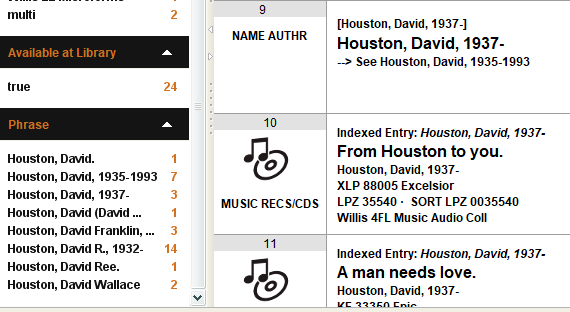 multi 2
Available at Library
true 24
Phrase
Houston, David. 1
Houston, David, 1935-1993 7
Houston, David, 1937- 3
Houston, David (David ... 1
Houston, David Franklin, ... 3
Houston, David R., 1932- 14
Houston, David Ree. 1
Houston, David Wallace 2
9
NAME AUTHR
[Houston, David, 1937-]
Houston, David, 1937-
--> See Houston, David, 1935-1993
10
MUSIC RECS/CDS
Indexed Entry: Houston, David, 1937-
From Houston to you.
Houston, David, 1937-
XLP 88005 Excelsior
LPZ 35540 · SORT LPZ 0035540
Willis 4FL Music Audio Coll
11
Indexed Entry: Houston, David, 1937-
A man needs love.
Houston, David, 1937-
KE 33350 Epic